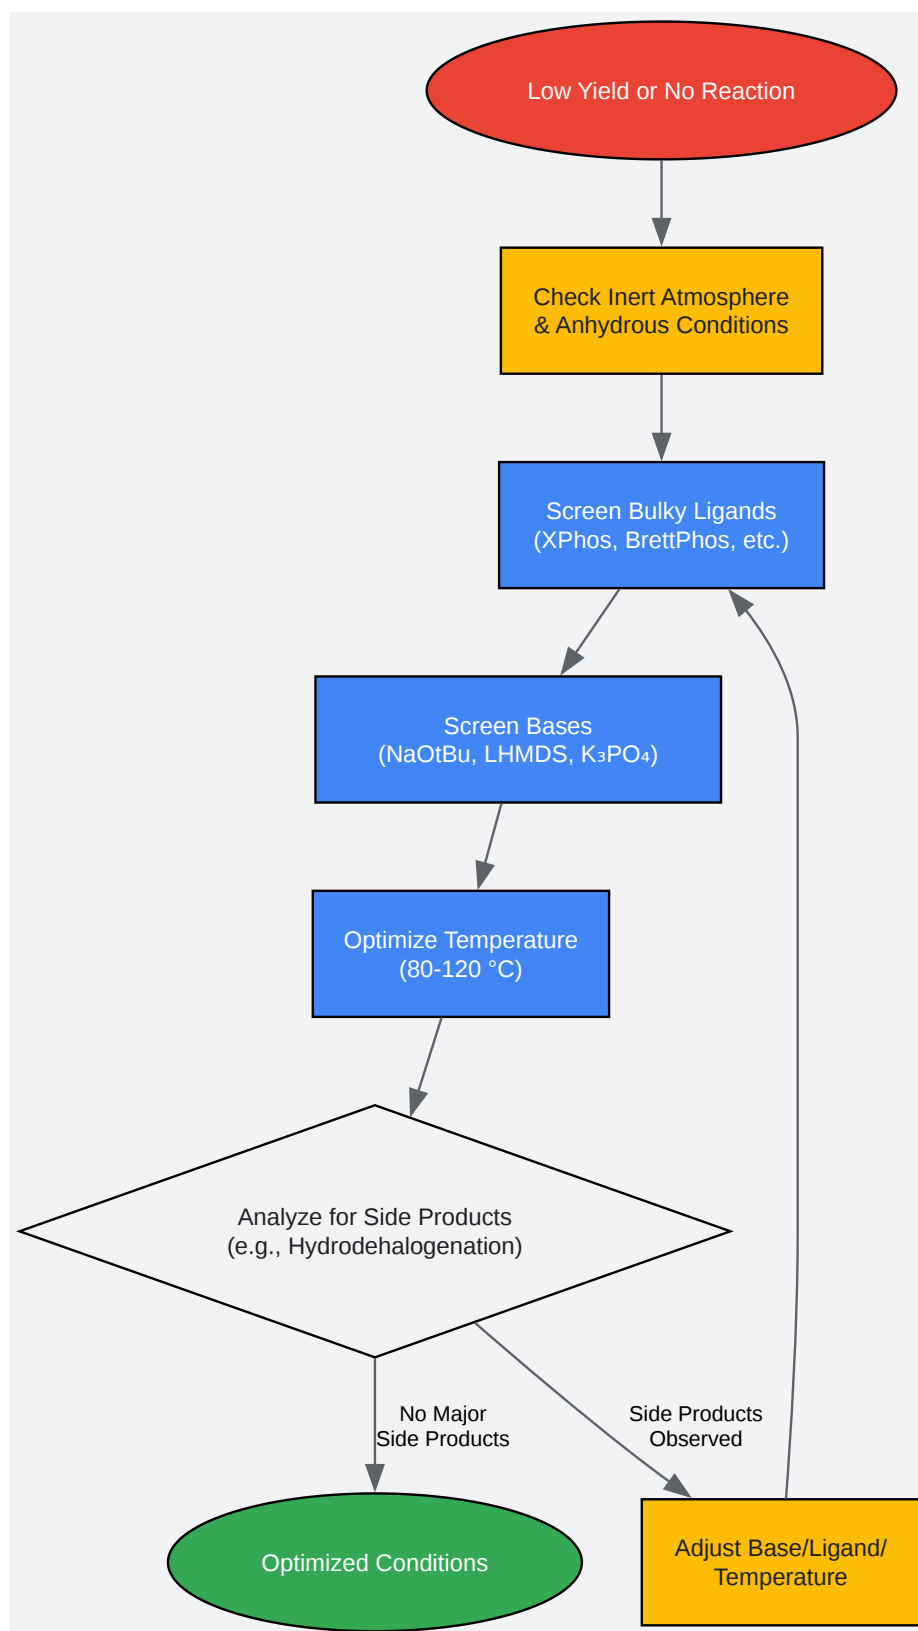 Low Yield or No Reaction
Check Inert Atmosphere
& Anhydrous Conditions
Screen Bulky Ligands
(XPhos, BrettPhos, etc.)
Screen Bases
(NaOtBu, LHMDS, K₃PO₄)
Optimize Temperature
(80-120 °C)
Analyze for Side Products
(e.g., Hydrodehalogenation)
No Major
Side Products
Side Products
Observed
Optimized Conditions
Adjust Base/Ligand/
Temperature